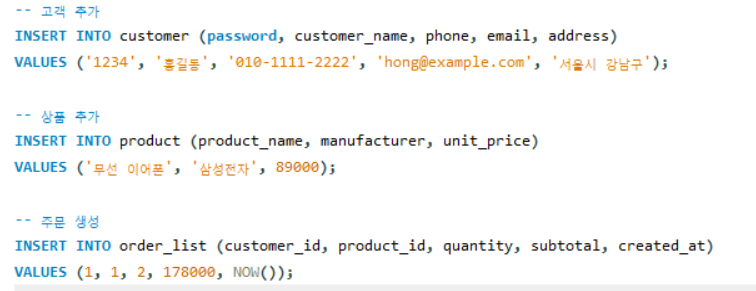 -- 고객 추가
INSERT INTO customer (password, customer_name, phone, email, address)
VALUES ('1234', '홍길동', '010-1111-2222', 'hong@example.com', '서울시 강남구');
-- 상품 추가
INSERT INTO product (product_name, manufacturer, unit_price)
VALUES ('무선 이어폰', '삼성전자', 89000);
-- 주문 생성
INSERT INTO order_list (customer_id, product_id, quantity, subtotal, created_at)
VALUES (1, 1, 2, 178000, NOW());